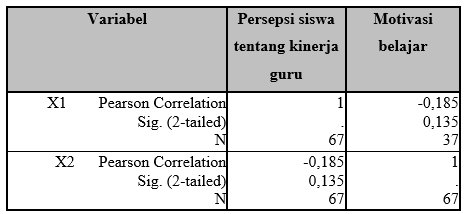 Variabel Persepsi siswa tentang kinerja guru Motivasi belajar
X1 Pearson Correlation 1 -0,185
Sig. (2-tailed) . 0,135
N 67 37
X2 Pearson Correlation -0,185 1
Sig. (2-tailed) 0,135 .
N 67 67